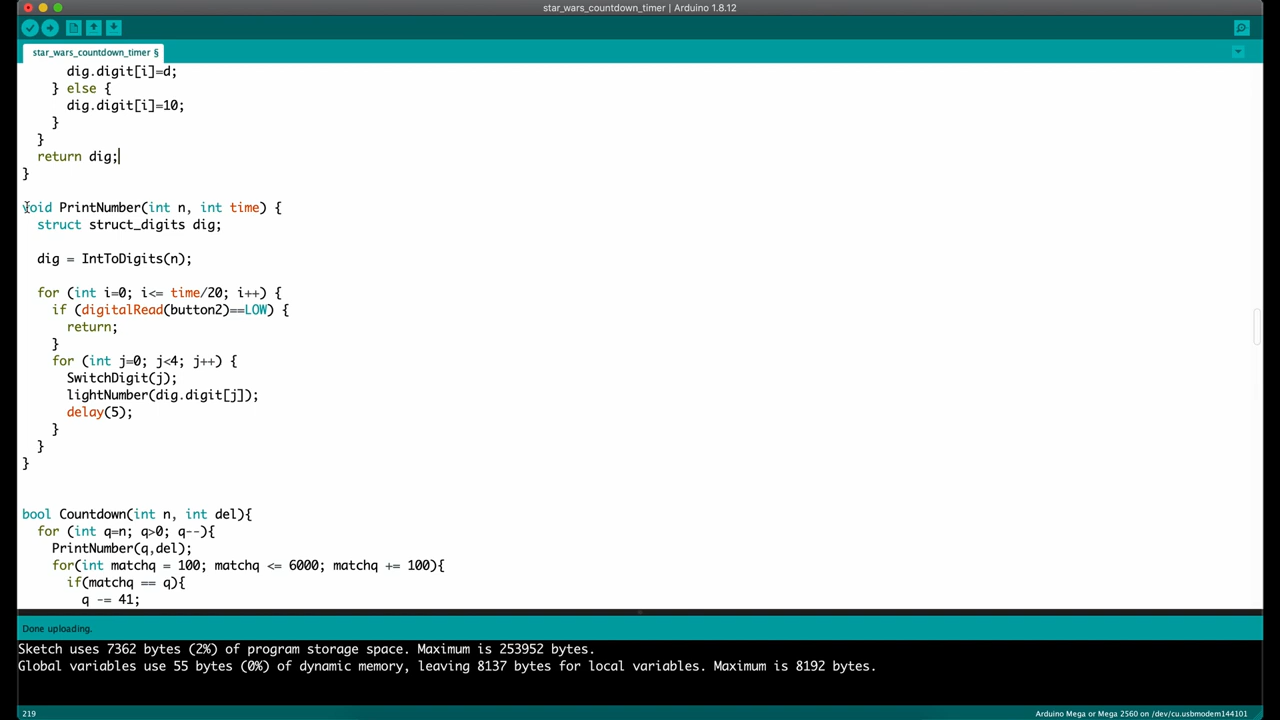 star_wars_countdown_timer | Arduino 1.8.12
star_wars_countdown_timer §
dig.digit[i]=d;
} else {
dig.digit[i]=10;
}
}
return dig;
}
void PrintNumber(int n, int time) {
struct struct_digits dig;
dig = IntToDigits(n);
for (int i=0; i<= time/20; i++) {
if (digitalRead(button2)==LOW) {
return;
}
for (int j=0; j<4; j++) {
SwitchDigit(j);
lightNumber(dig.digit[j]);
delay(5);
}
}
}
bool Countdown(int n, int del){
for (int q=n; q>0; q--){
PrintNumber(q,del);
for(int matchq = 100; matchq <= 6000; matchq += 100){
if(matchq == q){
q -= 41;
Done uploading.
Sketch uses 7362 bytes (2%) of program storage space. Maximum is 253952 bytes.
Global variables use 55 bytes (0%) of dynamic memory, leaving 8137 bytes for local variables. Maximum is 8192 bytes.
219
Arduino Mega or Mega 2560 on /dev/cu.usbmodem144101